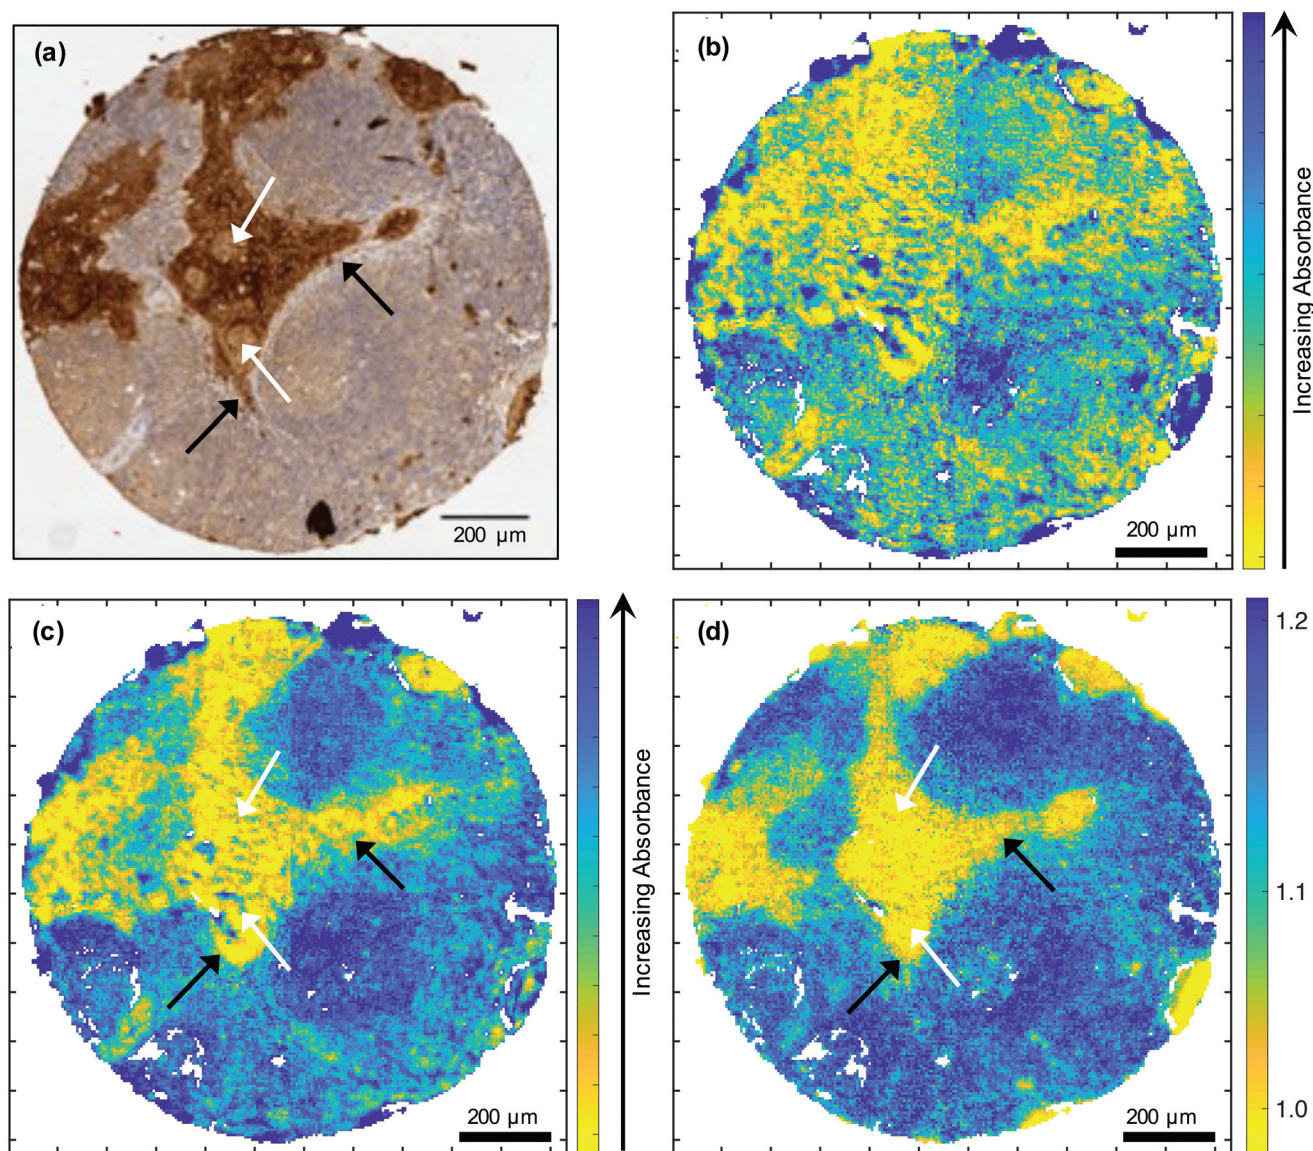 (a)
200 µm
(b)
200 µm
Increasing Absorbance
(c)
200 µm
Increasing Absorbance
(d)
200 µm
1.2
1.1
1.0